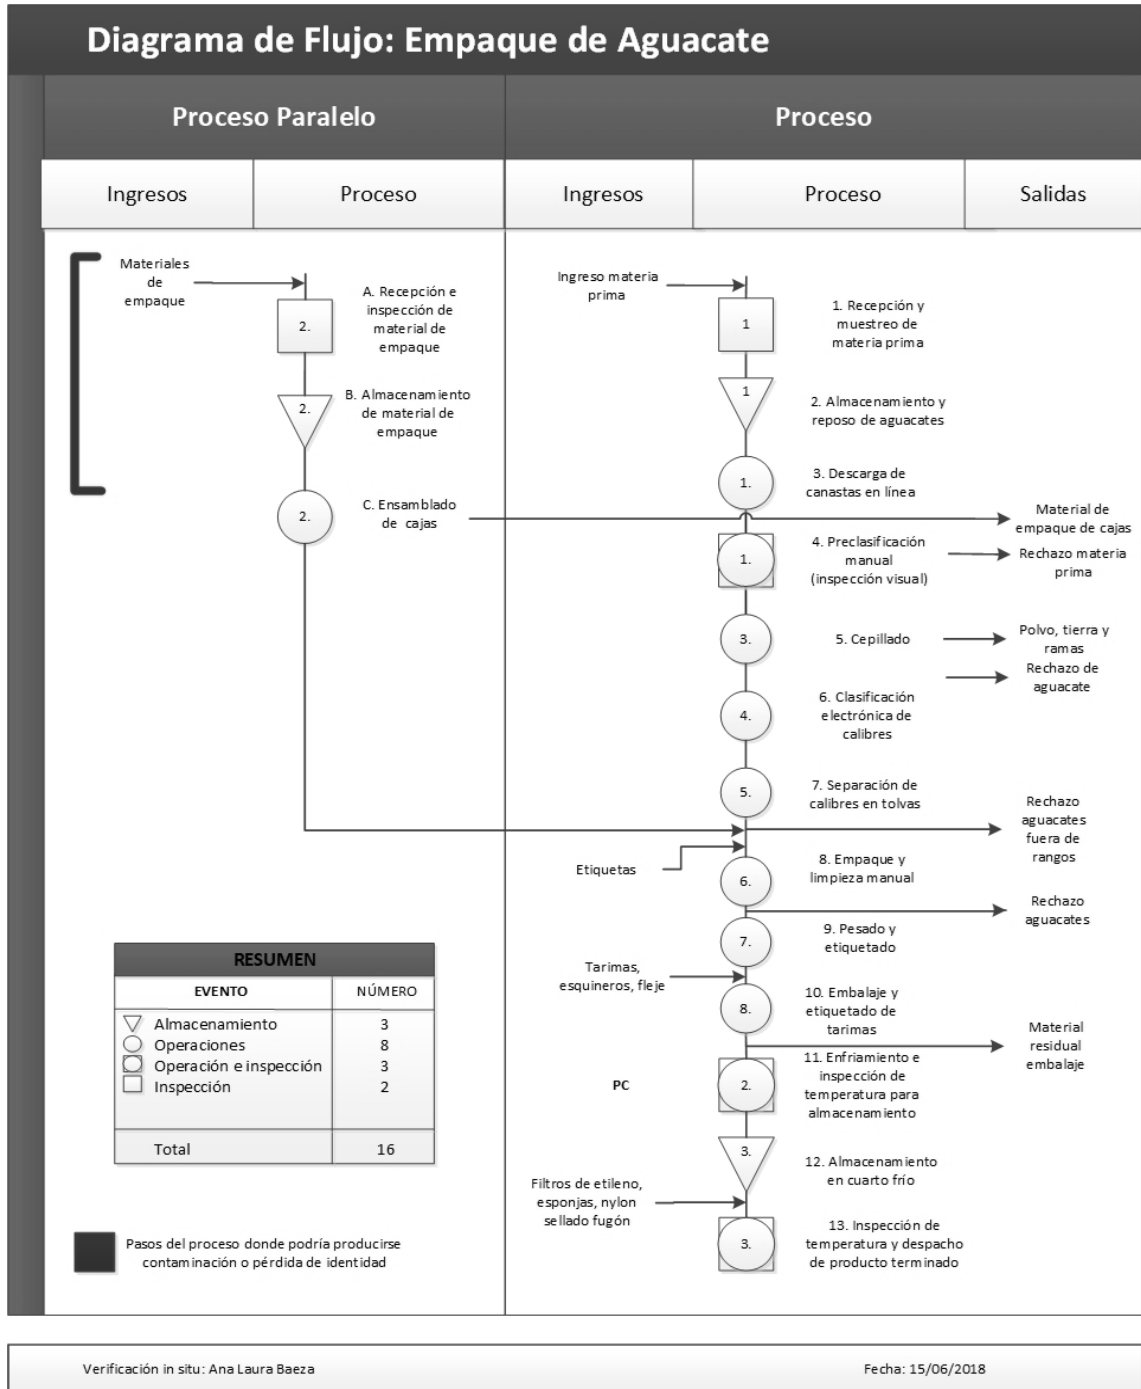 Diagrama de Flujo: Empaque de Aguacate
Proceso Paralelo
Proceso
Ingresos
Proceso
Ingresos
Proceso
Salidas
Materiales
de
empaque
2.
A. Recepción e
inspección de
material de
empaque
2.
B. Almacenamiento
de material de
empaque
2.
C. Ensamblado
de cajas
Ingreso materia
prima
1
1. Recepción y
muestreo de
materia prima
1
2. Almacenamiento y
reposo de aguacates
1.
3. Descarga de
canastas en línea
Material de
empaque de cajas
1.
4. Preclasificación
manual
(inspección visual)
Rechazo materia
prima
3.
5. Cepillado
Polvo, tierra y
ramas
Rechazo de
aguacate
4.
6. Clasificación
electrónica de
calibres
5.
7. Separación de
calibres en tolvas
Rechazo
aguacates
fuera de
rangos
Etiquetas
6.
8. Empaque y
limpieza manual
Rechazo
aguacates
7.
9. Pesado y
etiquetado
Tarimas,
esquineros, fleje
8.
10. Embalaje y
etiquetado de
tarimas
Material
residual
embalaje
PC
2.
11. Enfriamiento e
inspección de
temperatura para
almacenamiento
3.
12. Almacenamiento
en cuarto frío
Filtros de etileno,
esponjas, nylon
sellado fugón
3.
13. Inspección de
temperatura y despacho
de producto terminado
RESUMEN
EVENTO NÚMERO
Almacenamiento 3
Operaciones 8
Operación e inspección 3
Inspección 2
Total 16
Pasos del proceso donde podría producirse
contaminación o pérdida de identidad
Verificación in situ: Ana Laura Baeza
Fecha: 15/06/2018